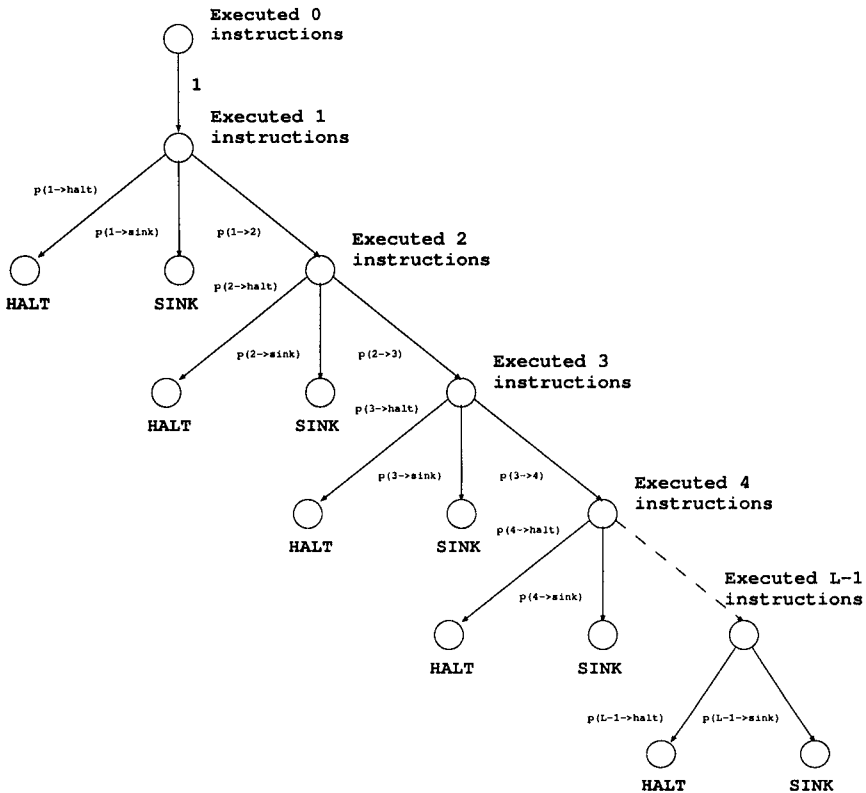 Executed 0
instructions
1
Executed 1
instructions
p(1->halt)
p(1->sink)
p(1->2)
Executed 2
instructions
HALT
SINK
p(2->halt)
p(2->sink)
p(2->3)
Executed 3
instructions
HALT
SINK
p(3->halt)
p(3->sink)
p(3->4)
Executed 4
instructions
HALT
SINK
p(4->halt)
p(4->sink)
Executed L-1
instructions
HALT
SINK
p(L-1->halt)
p(L-1->sink)
HALT
SINK